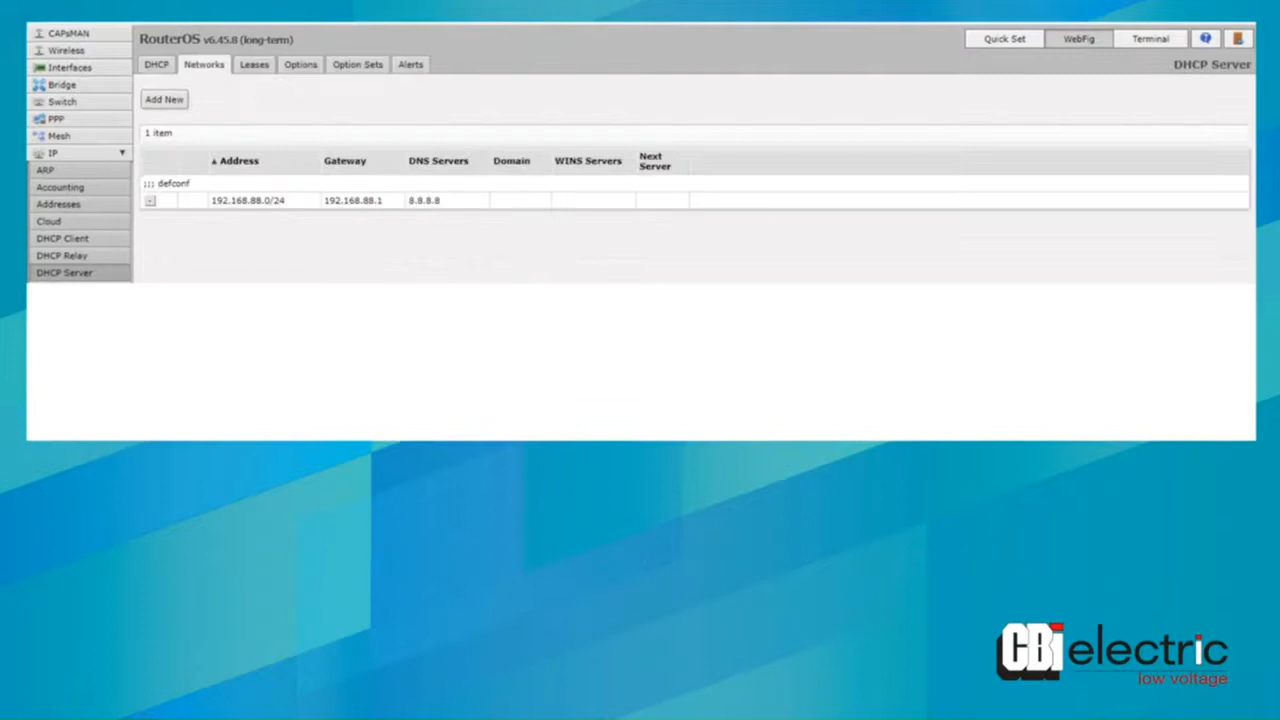 CAPsMAN
Wireless
Interfaces
Bridge
Switch
PPP
Mesh
IP
ARP
Accounting
Addresses
Cloud
DHCP Client
DHCP Relay
DHCP Server
RouterOS v6.45.8 (long-term)
Quick Set WebFig Terminal ?
DHCP Networks Leases Options Option Sets Alerts
DHCP Server
Add New
1 item
▲ Address Gateway DNS Servers Domain WINS Servers Next Server
;;; defconf
- 192.168.88.0/24 192.168.88.1 8.8.8.8
CBi electric
low voltage